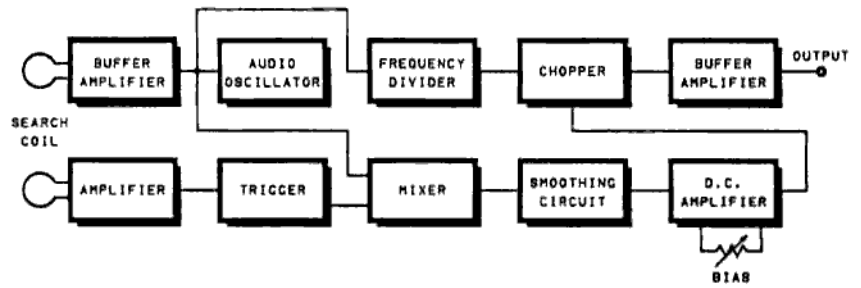 BUFFER
AMPLIFIER
AUDIO
OSCILLATOR
FREQUENCY
DIVIDER
CHOPPER
BUFFER
AMPLIFIER
OUTPUT
SEARCH
COIL
AMPLIFIER
TRIGGER
MIXER
SMOOTHING
CIRCUIT
D.C.
AMPLIFIER
BIAS